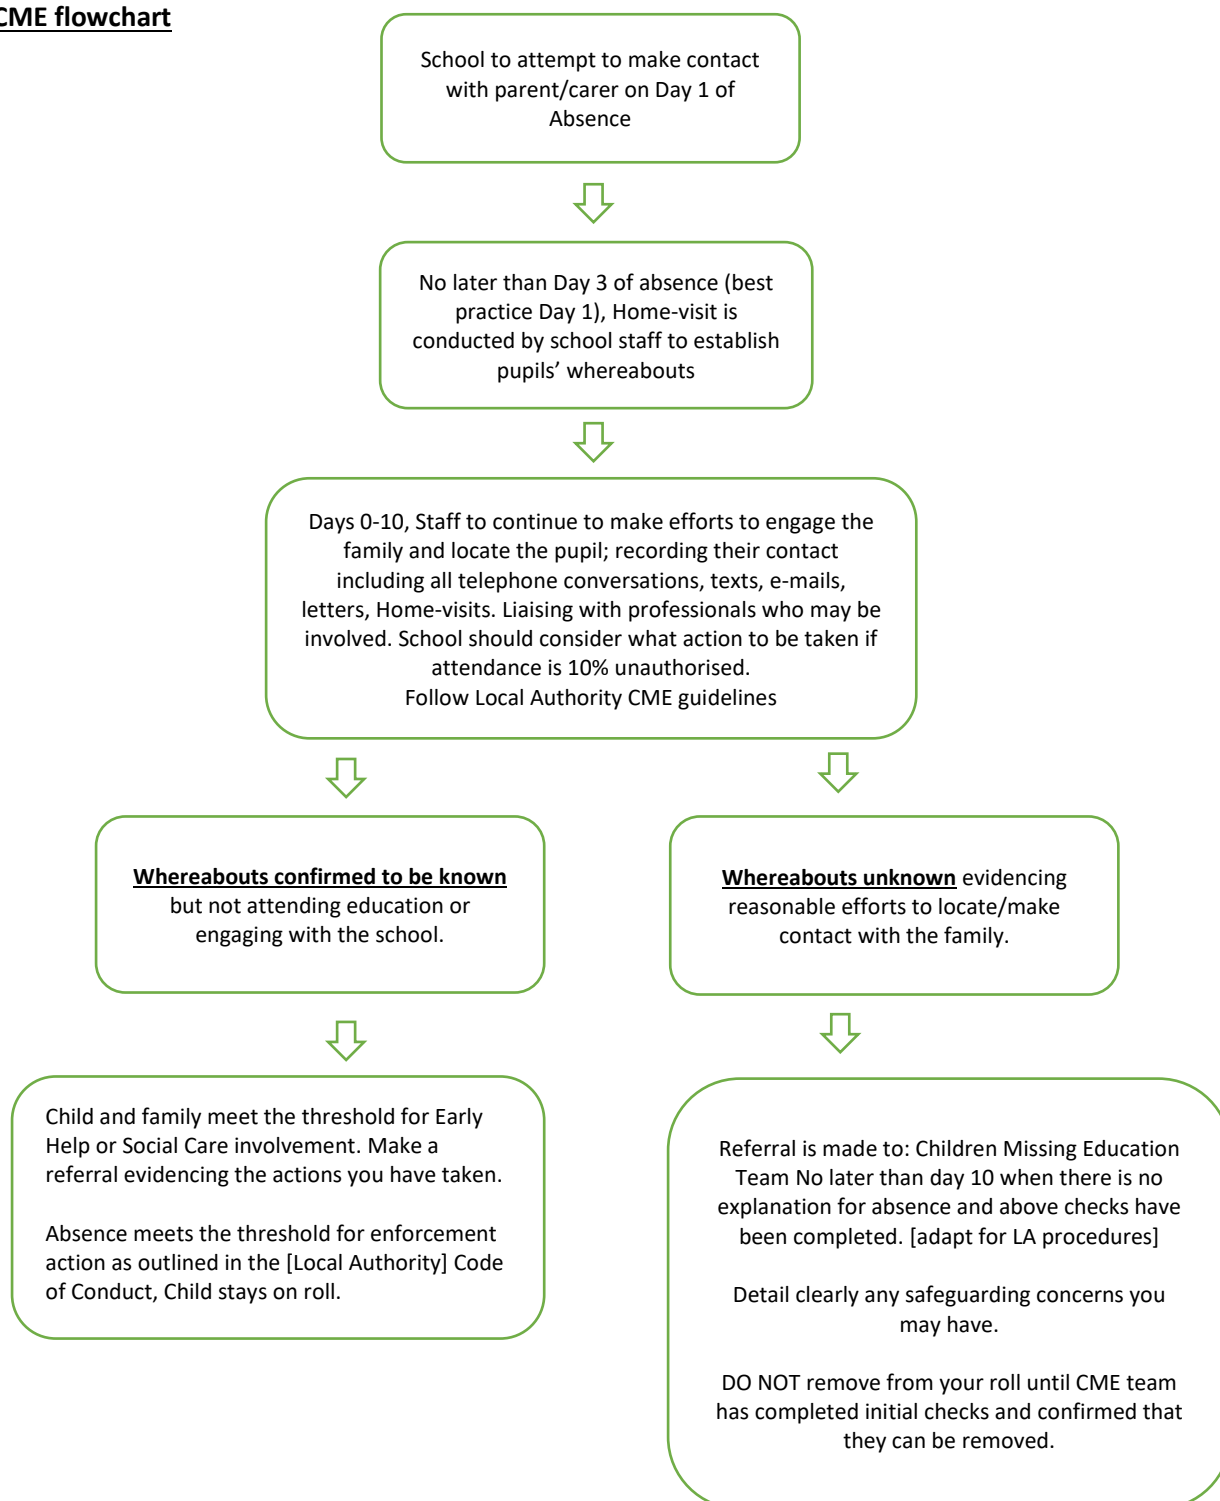 CME flowchart
School to attempt to make contact
with parent/carer on Day 1 of
Absence
No later than Day 3 of absence (best
practice Day 1), Home-visit is
conducted by school staff to establish
pupils’ whereabouts
Days 0-10, Staff to continue to make efforts to engage the
family and locate the pupil; recording their contact
including all telephone conversations, texts, e-mails,
letters, Home-visits. Liaising with professionals who may be
involved. School should consider what action to be taken if
attendance is 10% unauthorised.
Follow Local Authority CME guidelines
Whereabouts confirmed to be known
but not attending education or
engaging with the school.
Whereabouts unknown evidencing
reasonable efforts to locate/make
contact with the family.
Child and family meet the threshold for Early
Help or Social Care involvement. Make a
referral evidencing the actions you have taken.
Absence meets the threshold for enforcement
action as outlined in the [Local Authority] Code
of Conduct, Child stays on roll.
Referral is made to: Children Missing Education
Team No later than day 10 when there is no
explanation for absence and above checks have
been completed. [adapt for LA procedures]
Detail clearly any safeguarding concerns you
may have.
DO NOT remove from your roll until CME team
has completed initial checks and confirmed that
they can be removed.